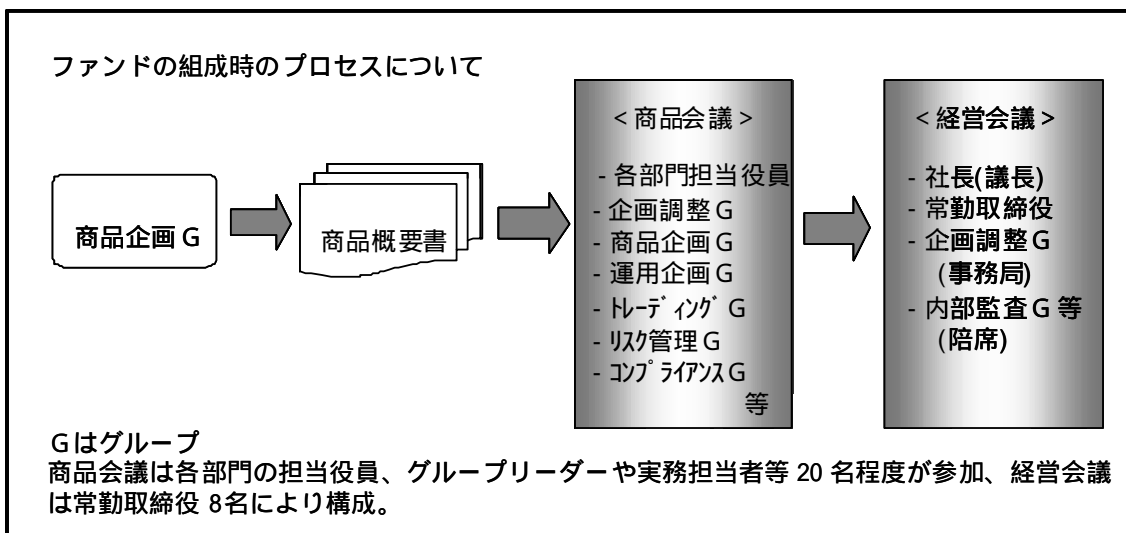 ファンドの組成時のプロセスについて
商品企画G
商品概要書
<商品会議>
- 各部門担当役員
- 企画調整G
- 商品企画G
- 運用企画G
- ﾄﾚｰﾃﾞｨﾝｸﾞG
- ﾘｽｸ管理G
- ｺﾝﾌﾟﾗｲｱﾝｽG
等
<経営会議>
- 社長(議長)
- 常勤取締役
- 企画調整G
(事務局)
- 内部監査G 等
(陪席)
Gはグループ
商品会議は各部門の担当役員、グループリーダーや実務担当者等 20 名程度が参加、経営会議
は常勤取締役 8名により構成。